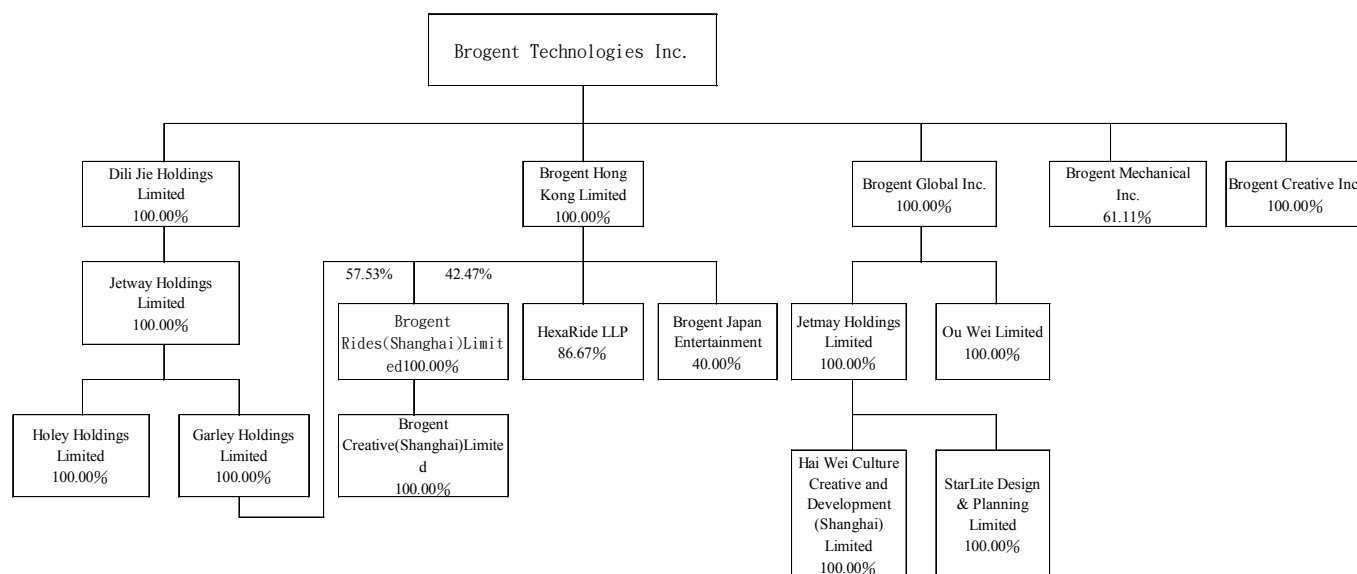 Brogent Technologies Inc.
Dili Jie Holdings
Limited
100.00%
Brogent Hong
Kong Limited
100.00%
Brogent Global Inc.
100.00%
Brogent Mechanical
Inc.
61.11%
Brogent Creative Inc
100.00%
Jetway Holdings
Limited
100.00%
57.53%
42.47%
Brogent
Rides(Shanghai)Limit
ed100.00%
HexaRide LLP
86.67%
Brogent Japan
Entertainment
40.00%
Jetmay Holdings
Limited
100.00%
Ou Wei Limited
100.00%
Holey Holdings
Limited
100.00%
Garley Holdings
Limited
100.00%
Brogent
Creative(Shanghai)Limite
d
100.00%
Hai Wei Culture
Creative and
Development
(Shanghai)
Limited
100.00%
StarLite Design
& Planning
Limited
100.00%